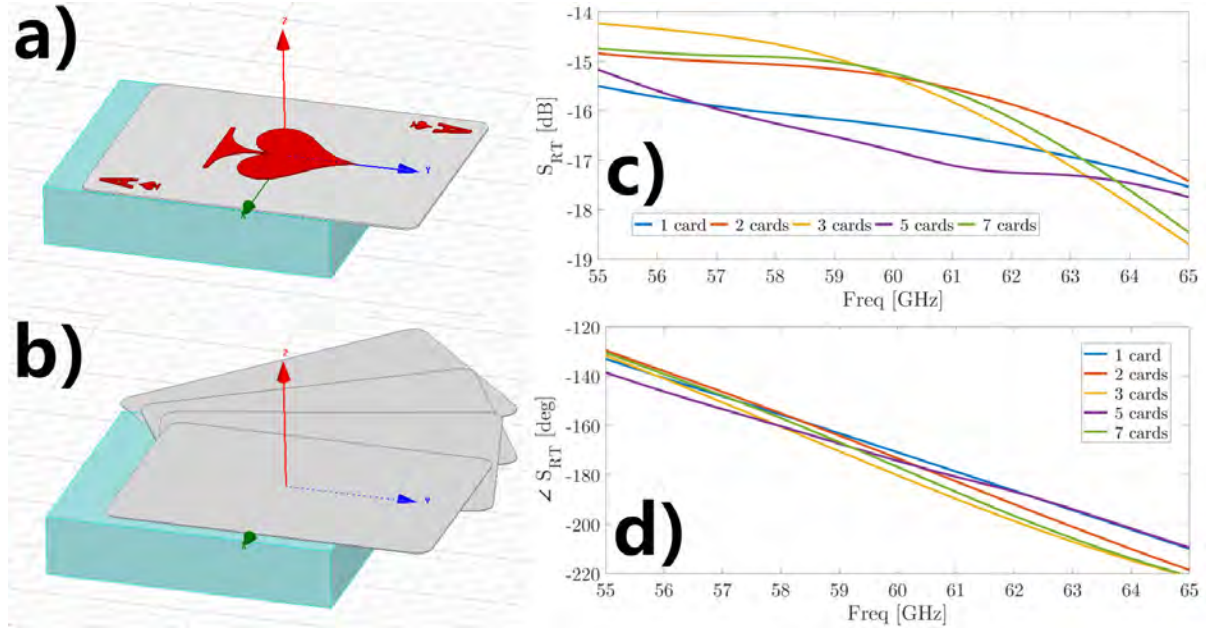 a)
Z
A
A
Y
X
b)
Z
Y
X
-14
-15
-16
-17
-18
-19
S_RT [dB]
c)
1 card 2 cards 3 cards 5 cards 7 cards
55 56 57 58 59 60 61 62 63 64 65
Freq [GHz]
-120
-140
-160
-180
-200
-220
∠ S_RT [deg]
d)
1 card
2 cards
3 cards
5 cards
7 cards
55 56 57 58 59 60 61 62 63 64 65
Freq [GHz]